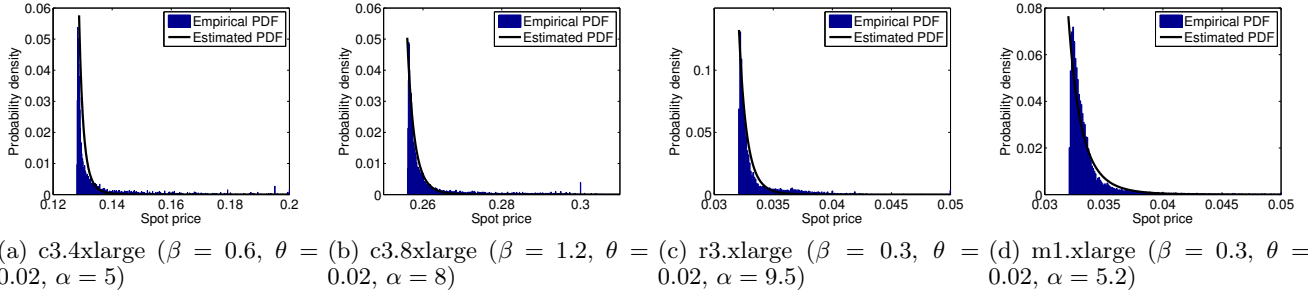 0.06
0.05
0.04
0.03
0.02
0.01
0
0.12 0.14 0.16 0.18 0.2
Probability density
Spot price
Empirical PDF
Estimated PDF
0.06
0.05
0.04
0.03
0.02
0.01
0
0.26 0.28 0.3
Probability density
Spot price
Empirical PDF
Estimated PDF
0.1
0.05
0
0.03 0.035 0.04 0.045 0.05
Probability density
Spot price
Empirical PDF
Estimated PDF
0.08
0.06
0.04
0.02
0
0.03 0.035 0.04 0.045 0.05
Probability density
Spot price
Empirical PDF
Estimated PDF
(a) c3.4xlarge (β = 0.6, θ =
0.02, α = 5)
(b) c3.8xlarge (β = 1.2, θ =
0.02, α = 8)
(c) r3.xlarge (β = 0.3, θ =
0.02, α = 9.5)
(d) m1.xlarge (β = 0.3, θ =
0.02, α = 5.2)